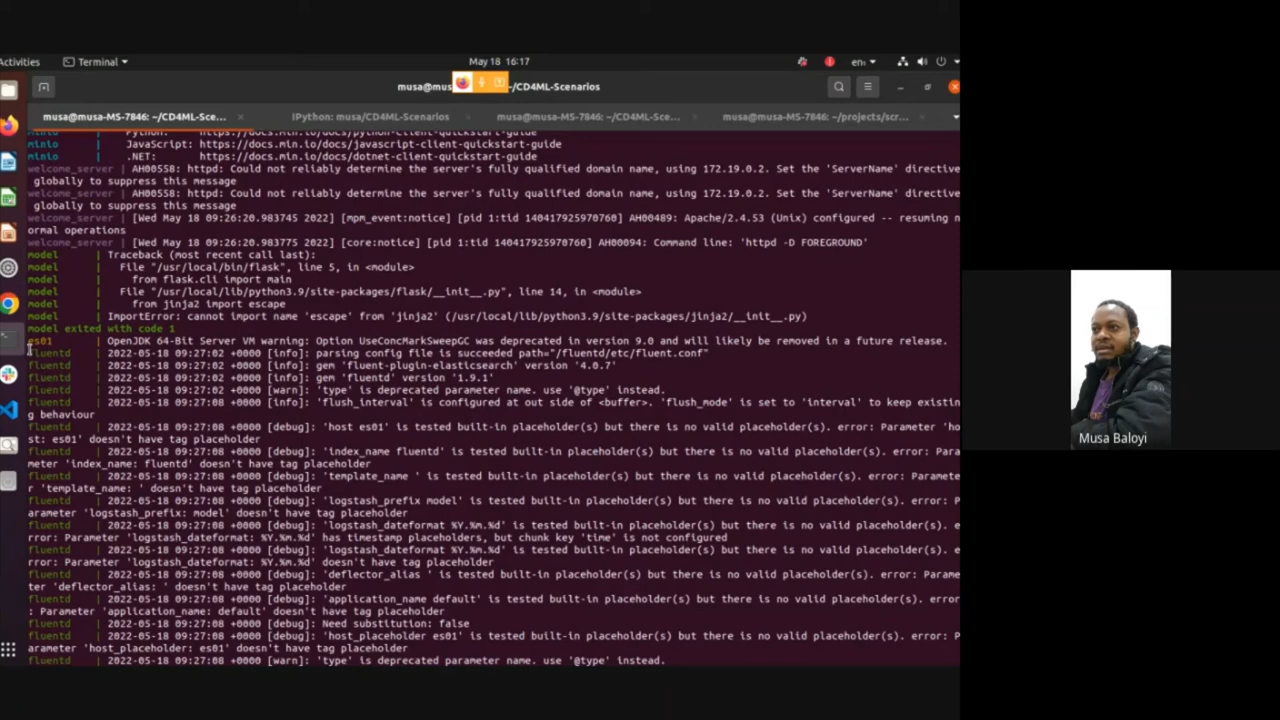 Activities
Terminal
May 18 16:17
en₁
musa@mus
-/CD4ML-Scenarios
musa@musa-MS-7846: ~/CD4ML-Sce...
IPython: musa/CD4ML-Scenarios
musa@musa-MS-7846: ~/CD4ML-Sce...
musa@musa-MS-7846: ~/projects/scr...
minio | Python: https://docs.min.io/docs/python-client-quickstart-guide
minio | JavaScript: https://docs.min.io/docs/javascript-client-quickstart-guide
minio | .NET: https://docs.min.io/docs/dotnet-client-quickstart-guide
welcome_server | AH00558: httpd: Could not reliably determine the server's fully qualified domain name, using 172.19.0.2. Set the 'ServerName' directive
globally to suppress this message
welcome_server | AH00558: httpd: Could not reliably determine the server's fully qualified domain name, using 172.19.0.2. Set the 'ServerName' directive
globally to suppress this message
welcome_server | [Wed May 18 09:26:20.983745 2022] [mpm_event:notice] [pid 1:tid 140417925970760] AH00489: Apache/2.4.53 (Unix) configured -- resuming n
ormal operations
welcome_server | [Wed May 18 09:26:20.983775 2022] [core:notice] [pid 1:tid 140417925970760] AH00094: Command line: 'httpd -D FOREGROUND'
model | Traceback (most recent call last):
model | File "/usr/local/bin/flask", line 5, in <module>
model | from flask.cli import main
model | File "/usr/local/lib/python3.9/site-packages/flask/__init__.py", line 14, in <module>
model | from jinja2 import escape
model | ImportError: cannot import name 'escape' from 'jinja2' (/usr/local/lib/python3.9/site-packages/jinja2/__init__.py)
model exited with code 1
es01 | OpenJDK 64-Bit Server VM warning: Option UseConcMarkSweepGC was deprecated in version 9.0 and will likely be removed in a future release.
fluentd | 2022-05-18 09:27:02 +0000 [info]: parsing config file is succeeded path="/fluentd/etc/fluent.conf"
fluentd | 2022-05-18 09:27:02 +0000 [info]: gem 'fluent-plugin-elasticsearch' version '4.0.7'
fluentd | 2022-05-18 09:27:02 +0000 [info]: gem 'fluentd' version '1.9.1'
fluentd | 2022-05-18 09:27:02 +0000 [warn]: 'type' is deprecated parameter name. use '@type' instead.
fluentd | 2022-05-18 09:27:08 +0000 [info]: 'flush_interval' is configured at out side of <buffer>. 'flush_mode' is set to 'interval' to keep existin
g behaviour
fluentd | 2022-05-18 09:27:08 +0000 [debug]: 'host es01' is tested built-in placeholder(s) but there is no valid placeholder(s). error: Parameter 'ho
st: es01' doesn't have tag placeholder
fluentd | 2022-05-18 09:27:08 +0000 [debug]: 'index_name fluentd' is tested built-in placeholder(s) but there is no valid placeholder(s). error: Para
meter 'index_name: fluentd' doesn't have tag placeholder
fluentd | 2022-05-18 09:27:08 +0000 [debug]: 'template_name ' is tested built-in placeholder(s) but there is no valid placeholder(s). error: Paramete
r 'template_name: ' doesn't have tag placeholder
fluentd | 2022-05-18 09:27:08 +0000 [debug]: 'logstash_prefix model' is tested built-in placeholder(s) but there is no valid placeholder(s). error: P
arameter 'logstash_prefix: model' doesn't have tag placeholder
fluentd | 2022-05-18 09:27:08 +0000 [debug]: 'logstash_dateformat %Y.%m.%d' is tested built-in placeholder(s) but there is no valid placeholder(s). e
rror: Parameter 'logstash_dateformat: %Y.%m.%d' has timestamp placeholders, but chunk key 'time' is not configured
fluentd | 2022-05-18 09:27:08 +0000 [debug]: 'logstash_dateformat %Y.%m.%d' is tested built-in placeholder(s) but there is no valid placeholder(s). e
rror: Parameter 'logstash_dateformat: %Y.%m.%d' doesn't have tag placeholder
fluentd | 2022-05-18 09:27:08 +0000 [debug]: 'deflector_alias ' is tested built-in placeholder(s) but there is no valid placeholder(s). error: Parame
ter 'deflector_alias: ' doesn't have tag placeholder
fluentd | 2022-05-18 09:27:08 +0000 [debug]: 'application_name default' is tested built-in placeholder(s) but there is no valid placeholder(s). error
: Parameter 'application_name: default' doesn't have tag placeholder
fluentd | 2022-05-18 09:27:08 +0000 [debug]: Need substitution: false
fluentd | 2022-05-18 09:27:08 +0000 [debug]: 'host_placeholder es01' is tested built-in placeholder(s) but there is no valid placeholder(s). error: P
arameter 'host_placeholder: es01' doesn't have tag placeholder
fluentd | 2022-05-18 09:27:08 +0000 [warn]: 'type' is deprecated parameter name. use '@type' instead.
Musa Baloyi